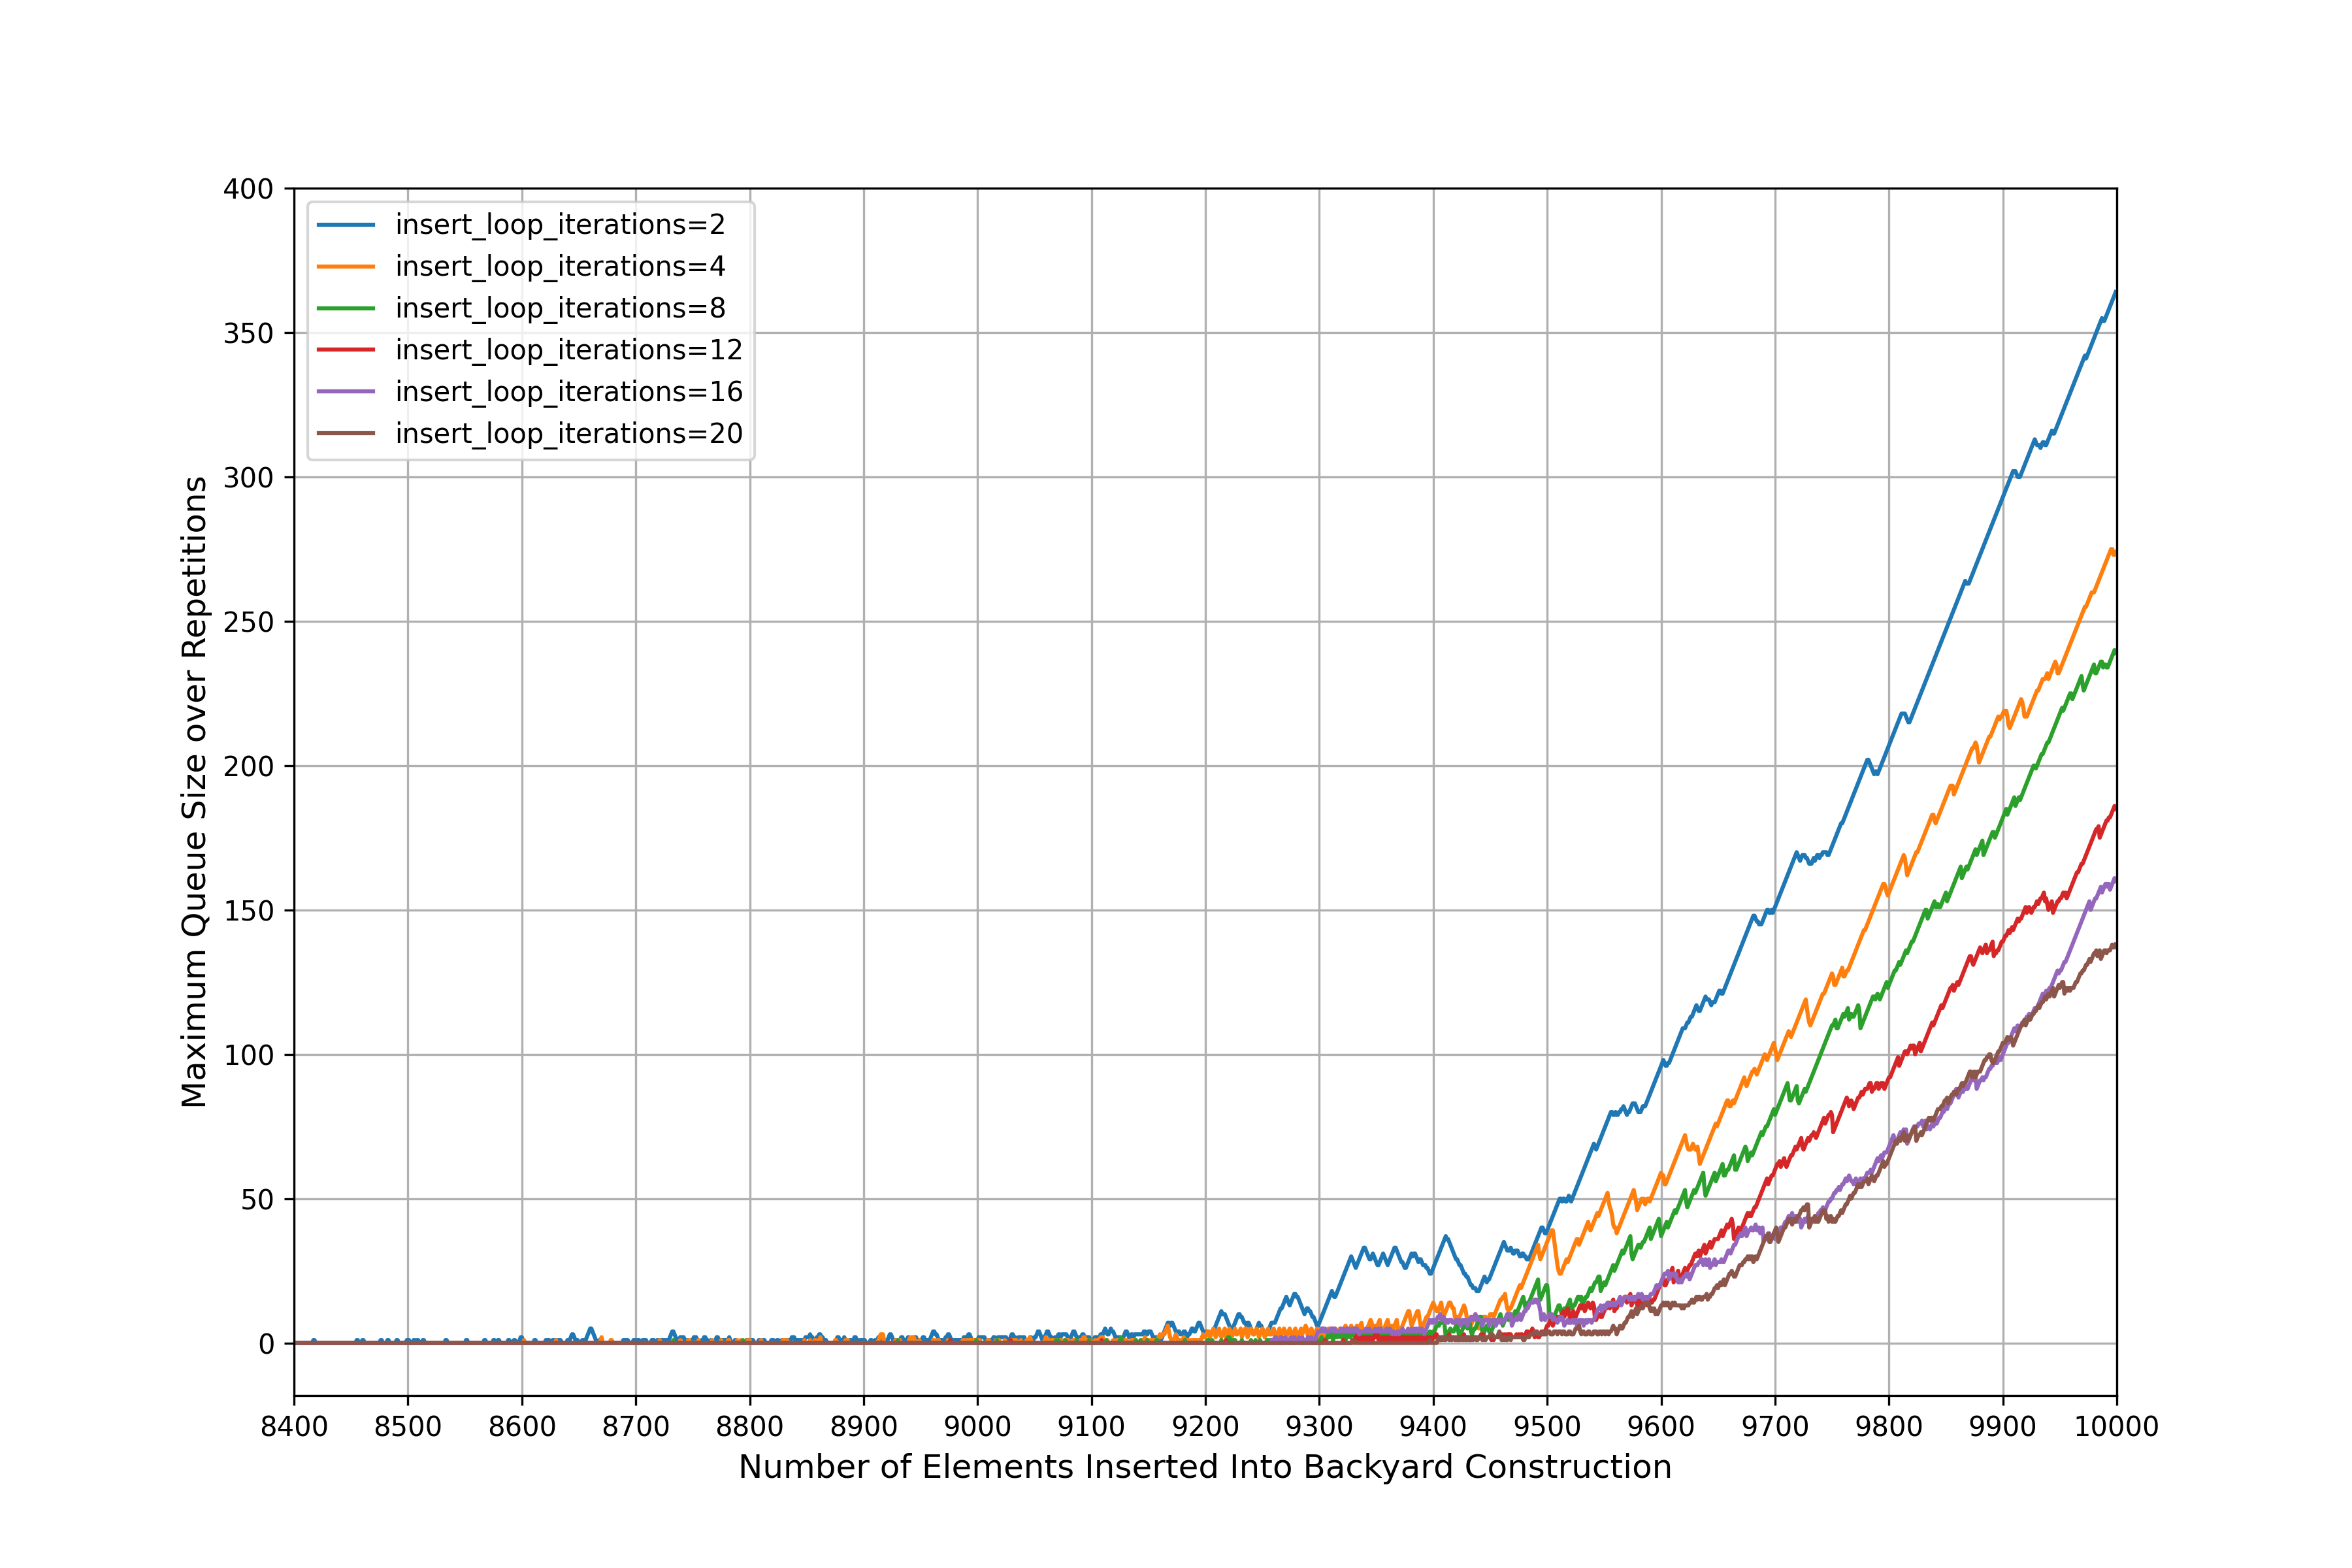 400
350
300
250
200
150
100
50
0
Maximum Queue Size over Repetitions
insert_loop_iterations=2
insert_loop_iterations=4
insert_loop_iterations=8
insert_loop_iterations=12
insert_loop_iterations=16
insert_loop_iterations=20
8400 8500 8600 8700 8800 8900 9000 9100 9200 9300 9400 9500 9600 9700 9800 9900 10000
Number of Elements Inserted Into Backyard Construction